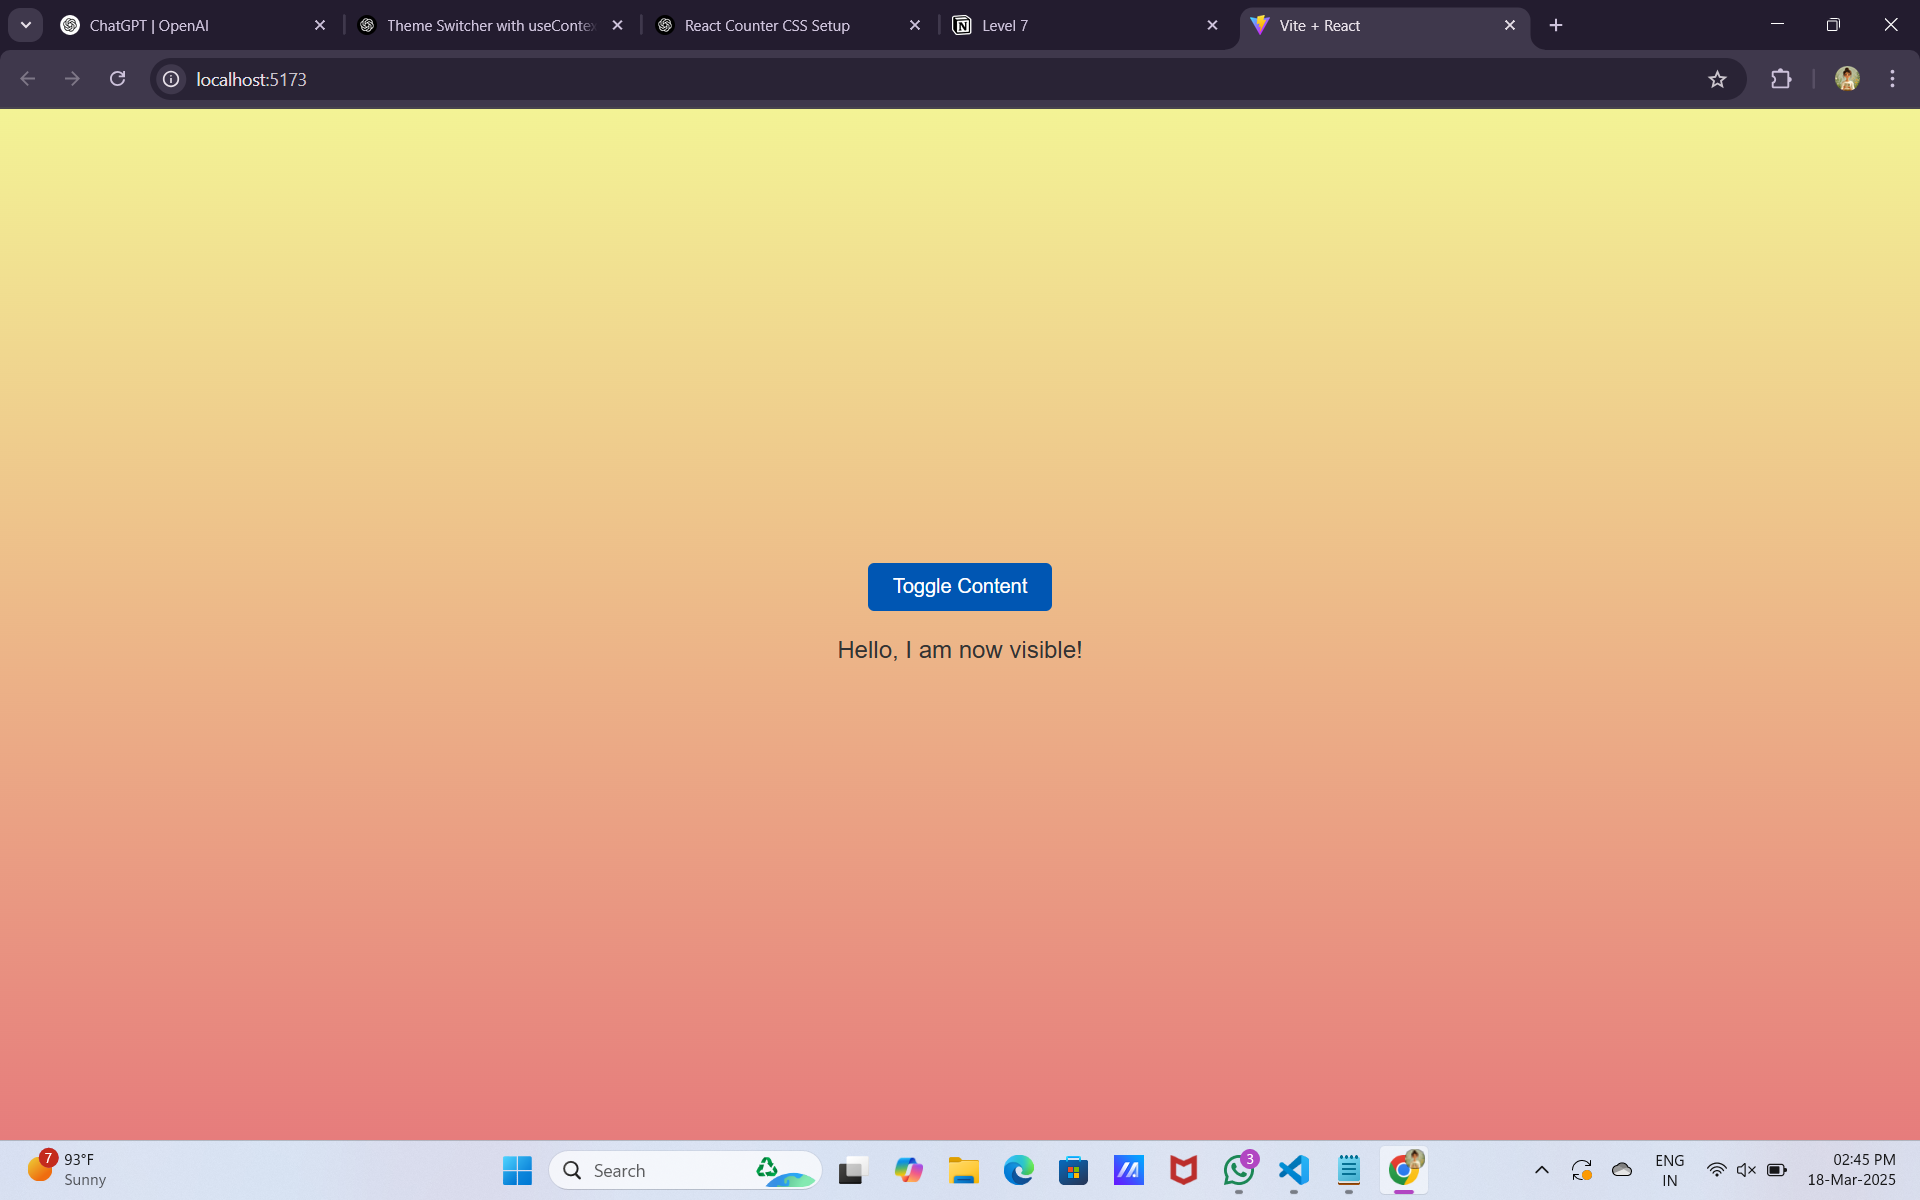 ChatGPT | OpenAI
Theme Switcher with useConte
React Counter CSS Setup
Level 7
Vite + React
localhost:5173
Toggle Content
Hello, I am now visible!
7
93°F
Sunny
Search
3
ENG
IN
02:45 PM
18-Mar-2025